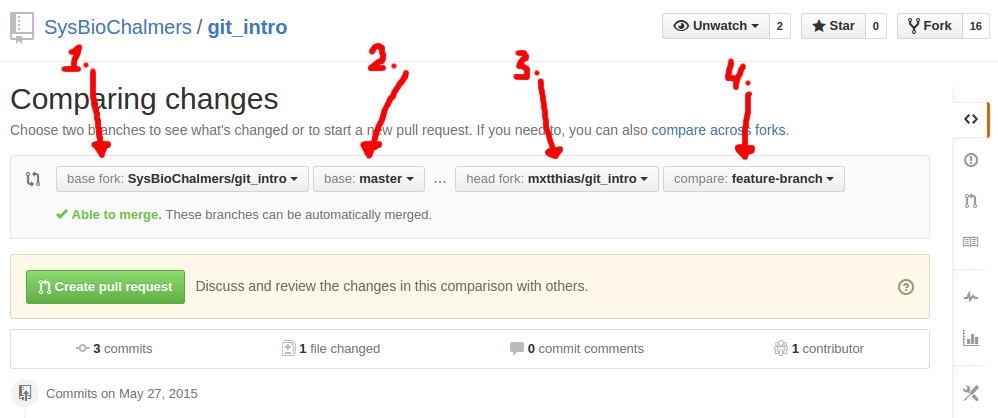 SysBioChalmers / git_intro
Unwatch 2 Star 0 Fork 16
1. 2. 3. 4.
Comparing changes
Choose two branches to see what's changed or to start a new pull request. If you need to, you can also compare across forks.
base fork: SysBioChalmers/git_intro base: master ... head fork: mxtthias/git_intro compare: feature-branch
Able to merge. These branches can be automatically merged.
Create pull request Discuss and review the changes in this comparison with others.
3 commits 1 file changed 0 commit comments 1 contributor
Commits on May 27, 2015